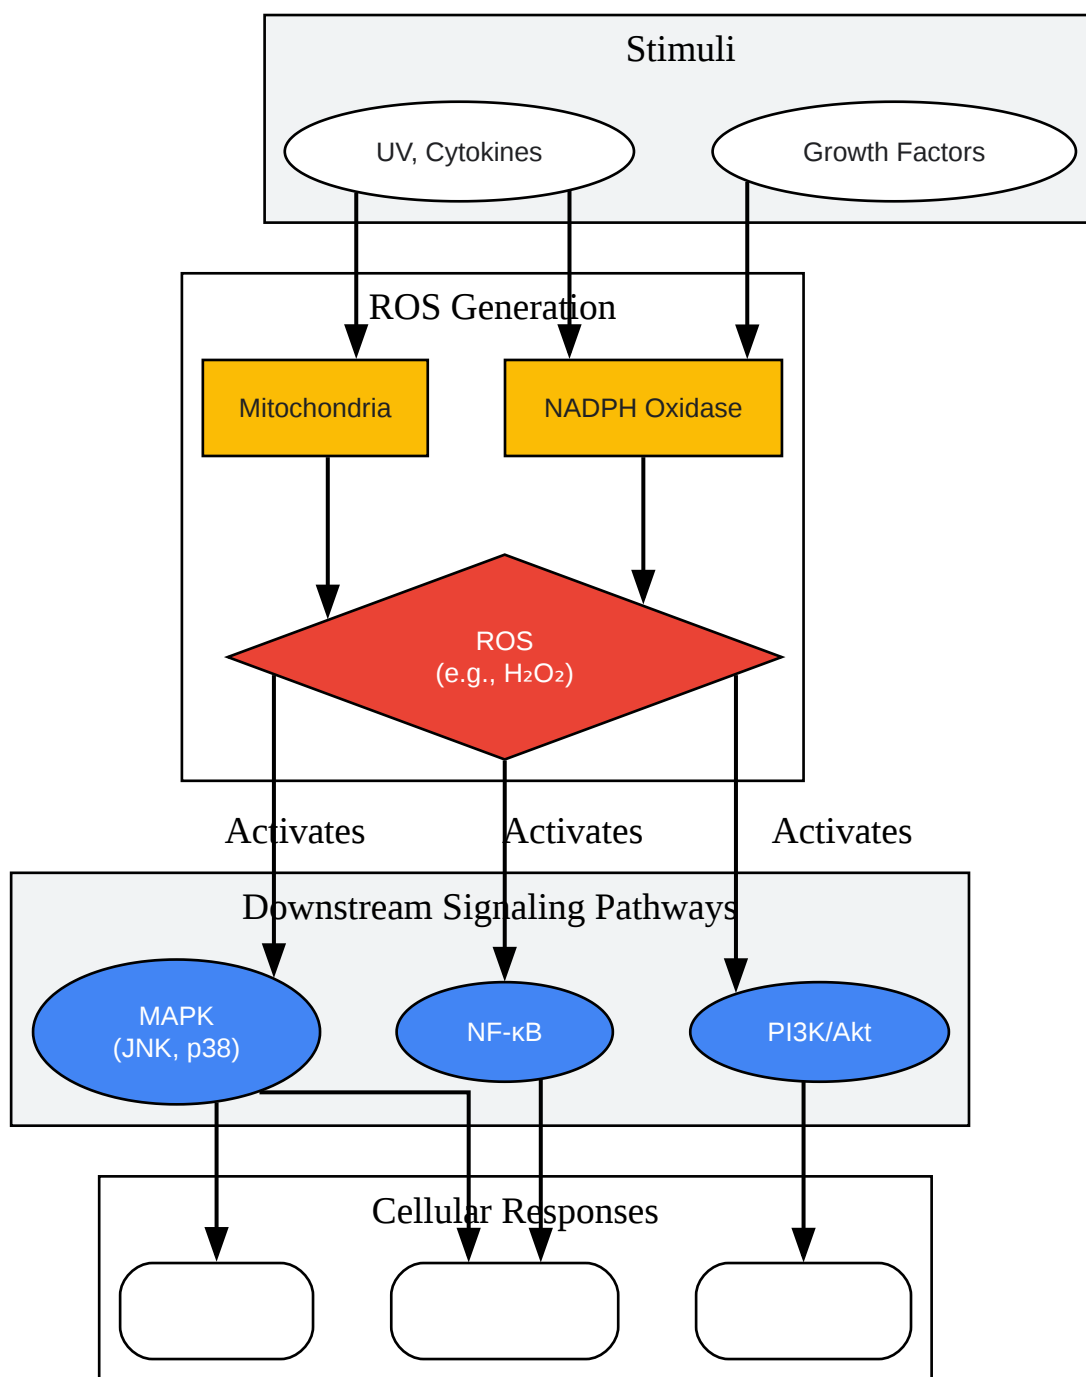 Stimuli
UV, Cytokines
Growth Factors
ROS Generation
Mitochondria
NADPH Oxidase
ROS
(e.g., H₂O₂)
Activates
Activates
Activates
Downstream Signaling Pathways
MAPK
(JNK, p38)
NF-κB
PI3K/Akt
Cellular Responses